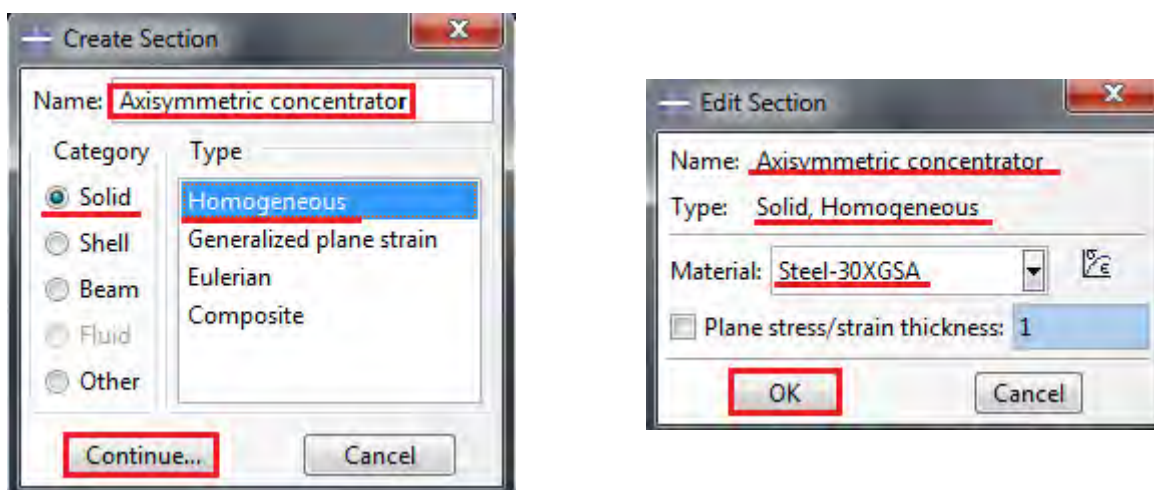 Create Section
Name: Axisymmetric concentrator
Category Type
Solid
Shell
Beam
Fluid
Other
Homogeneous
Generalized plane strain
Eulerian
Composite
Continue... Cancel
Edit Section
Name: Axisymmetric concentrator
Type: Solid, Homogeneous
Material: Steel-30XGSA
Plane stress/strain thickness: 1
OK Cancel